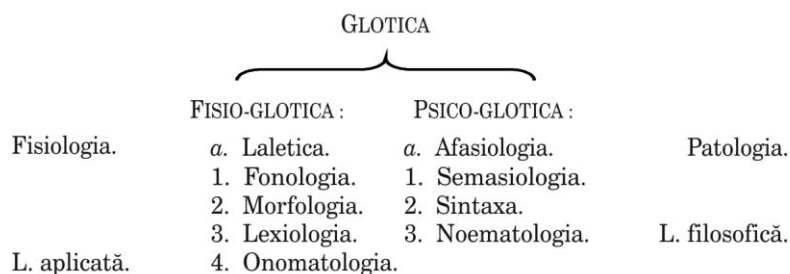 GLOTICA
FISIO-GLOTICA : PSICO-GLOTICA :
Fisiologia. a. Laletica. a. Afasiologia. Patologia.
1. Fonologia. 1. Semasiologia.
2. Morfologia. 2. Sintaxa.
3. Lexiologia. 3. Noematologia. L. filosofică.
L. aplicată. 4. Onomatologia.